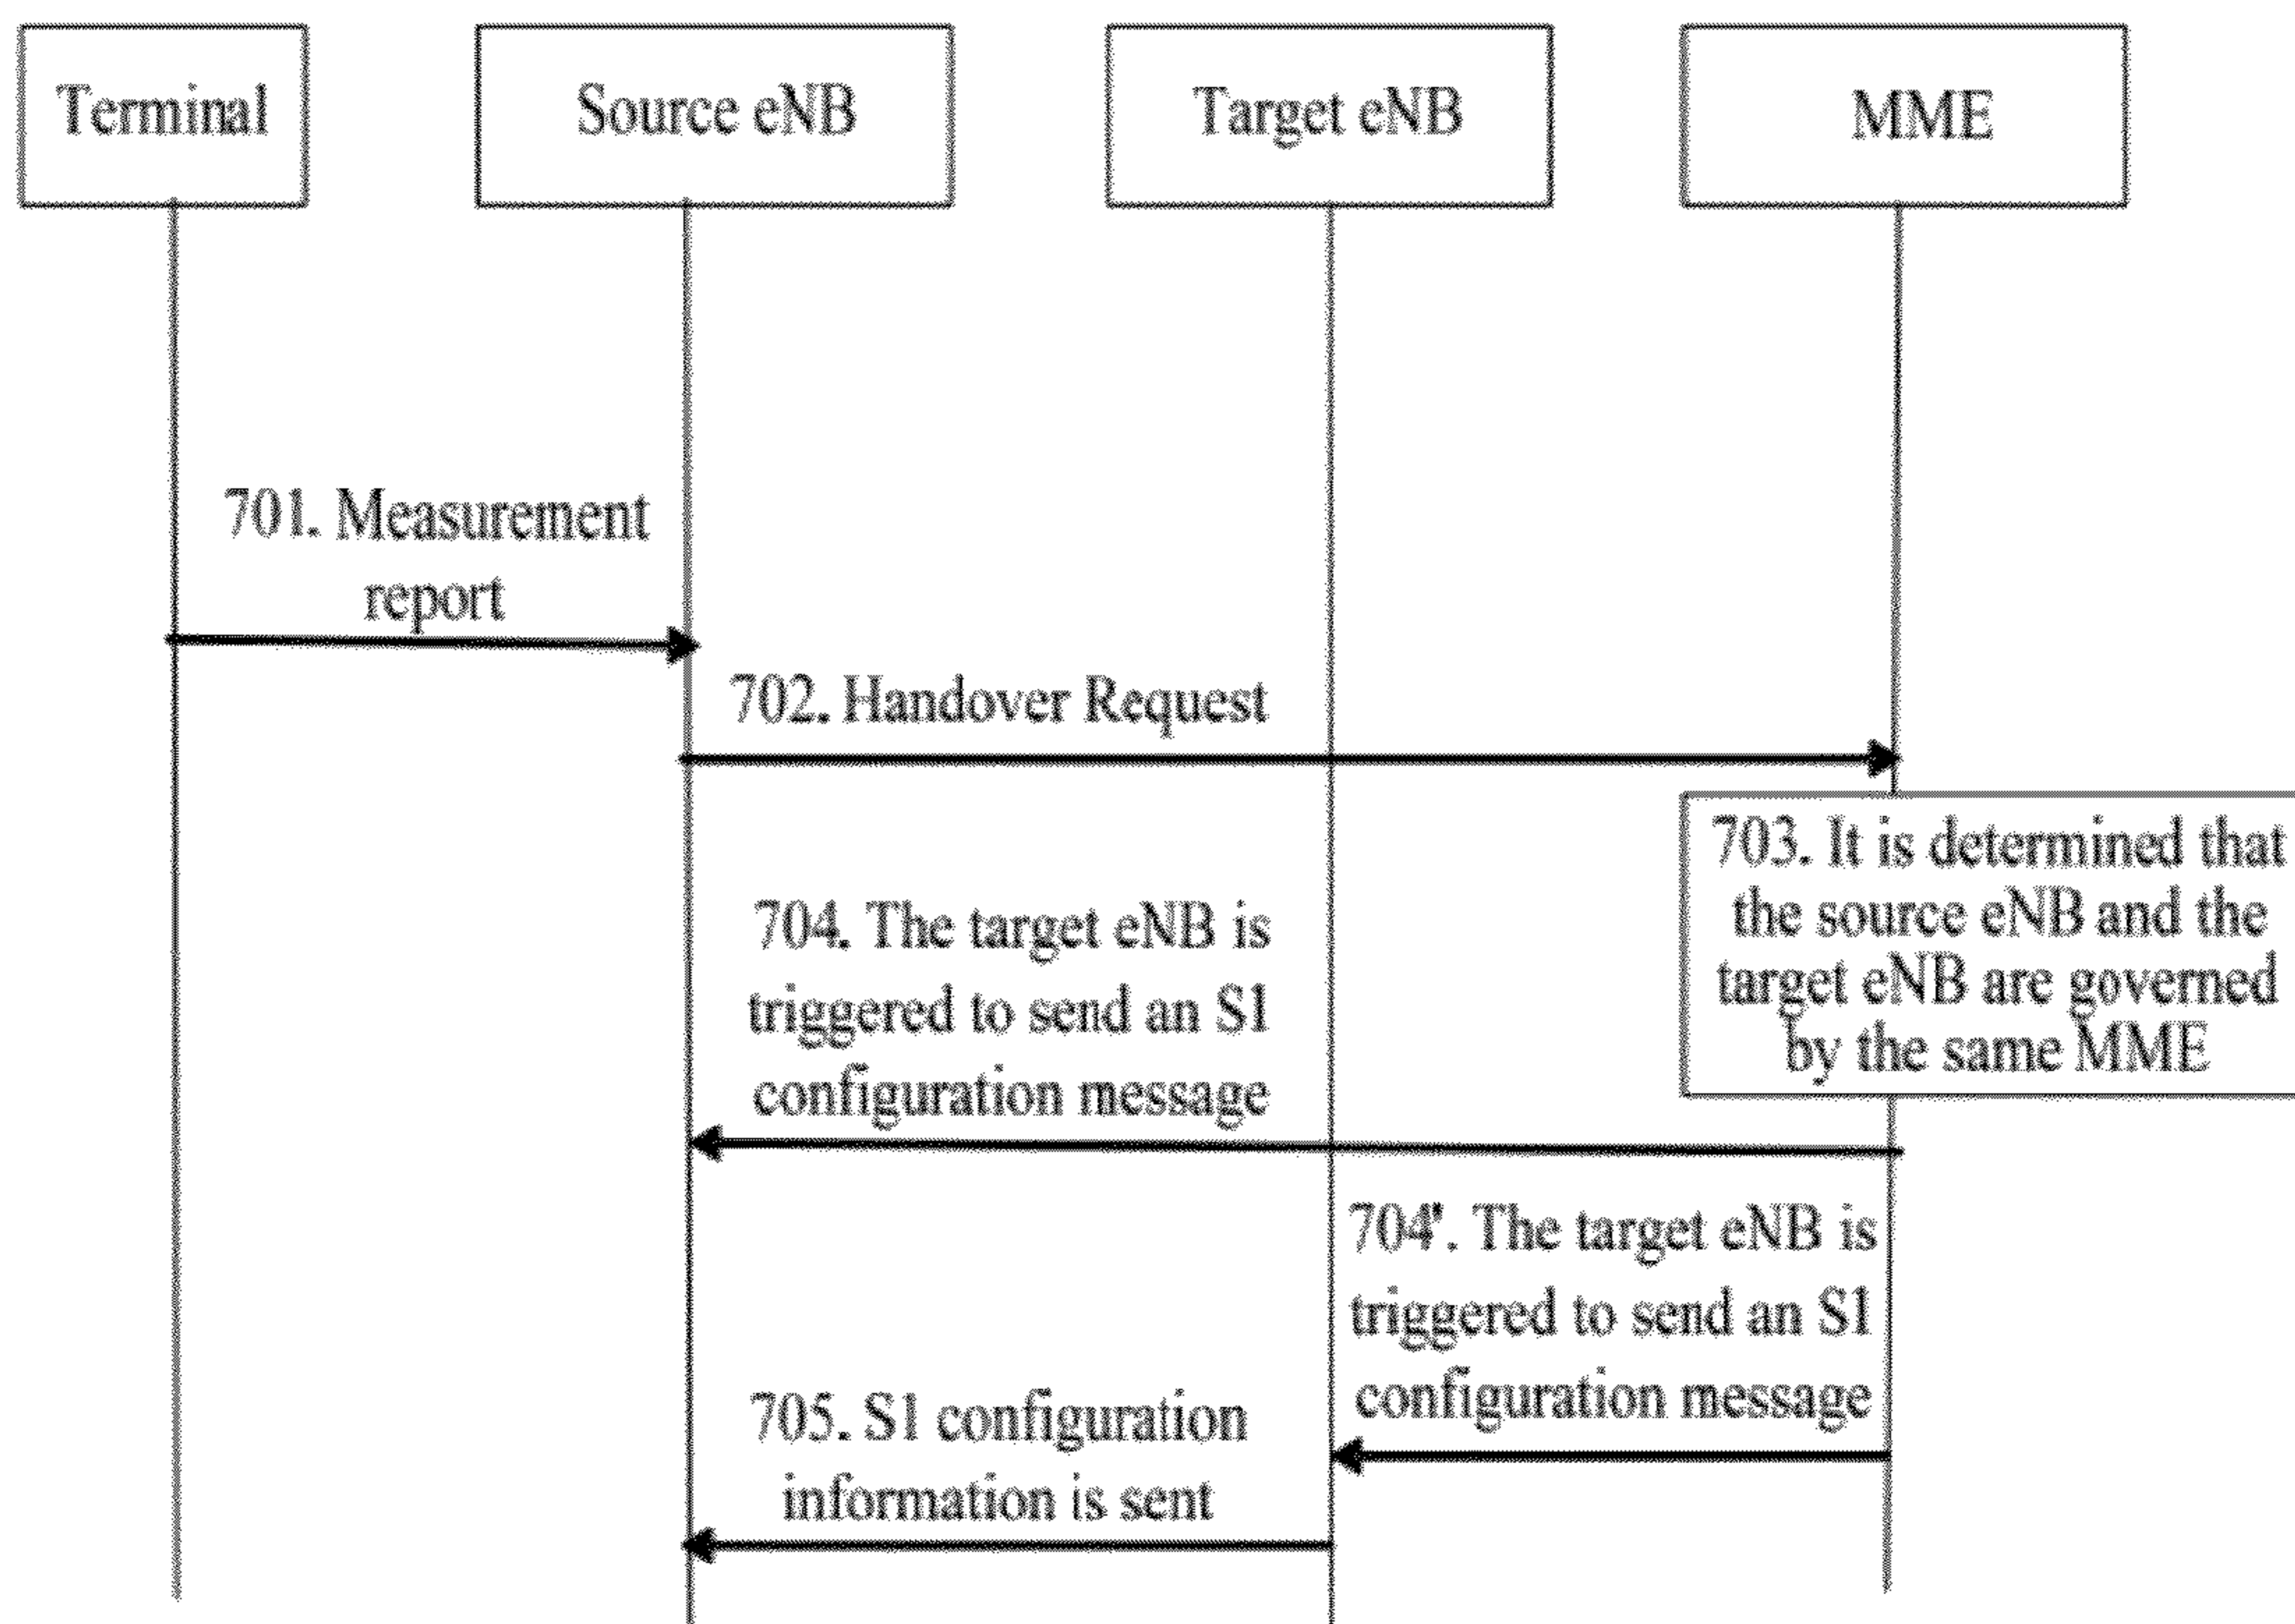 Terminal
Source eNB
Target eNB
MME
701. Measurement
report
702. Handover Request
703. It is determined that
the source eNB and the
target eNB are governed
by the same MME
704. The target eNB is
triggered to send an S1
configuration message
704'. The target eNB is
triggered to send an S1
configuration message
705. S1 configuration
information is sent